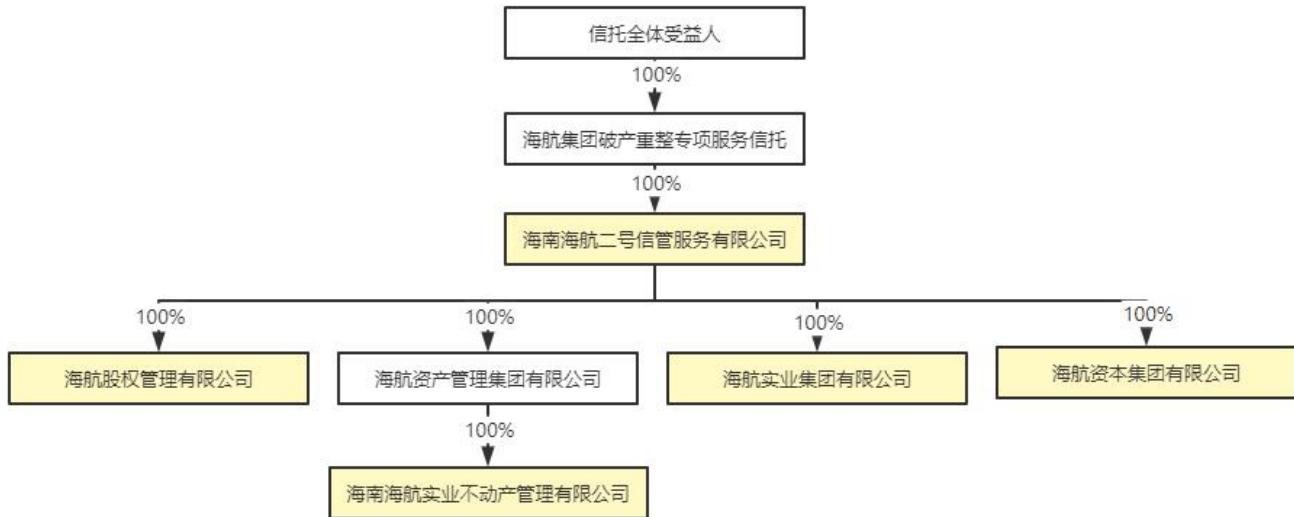 信托全体受益人
100%
海航集团破产重整专项服务信托
100%
海南海航二号信管服务有限公司
100%
100%
100%
100%
海航股权管理有限公司
海航资产管理集团有限公司
海航实业集团有限公司
海航资本集团有限公司
100%
海南海航实业不动产管理有限公司